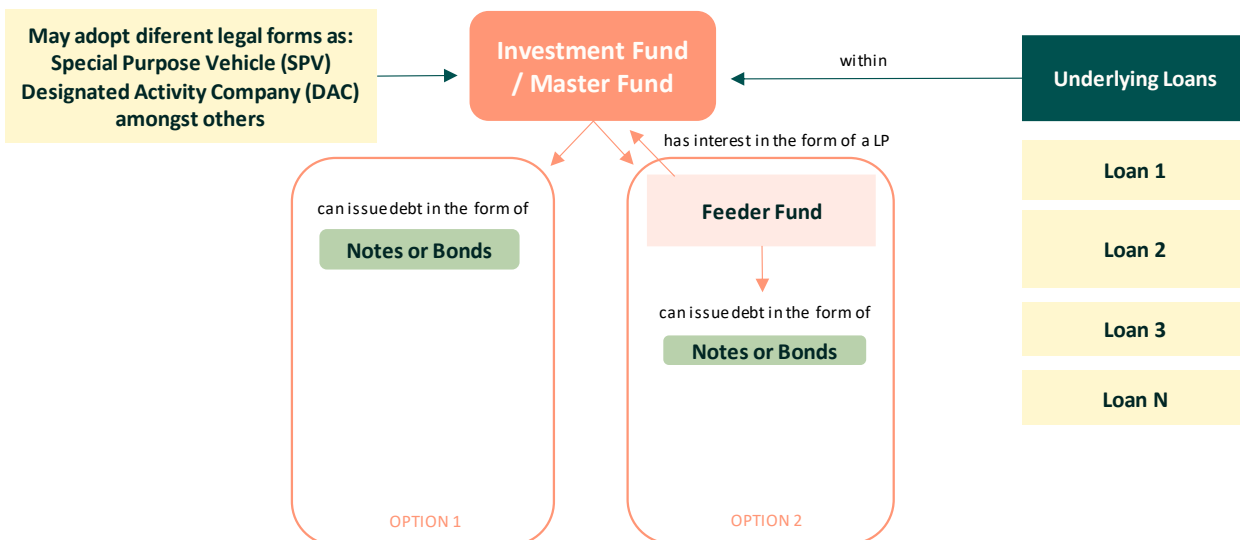 May adopt diferent legal forms as:
Special Purpose Vehicle (SPV)
Designated Activity Company (DAC)
amongst others
Investment Fund
/ Master Fund
within
Underlying Loans
has interest in the form of a LP
Loan 1
can issue debt in the form of
Notes or Bonds
Feeder Fund
Loan 2
can issue debt in the form of
Notes or Bonds
Loan 3
Loan N
OPTION 1
OPTION 2